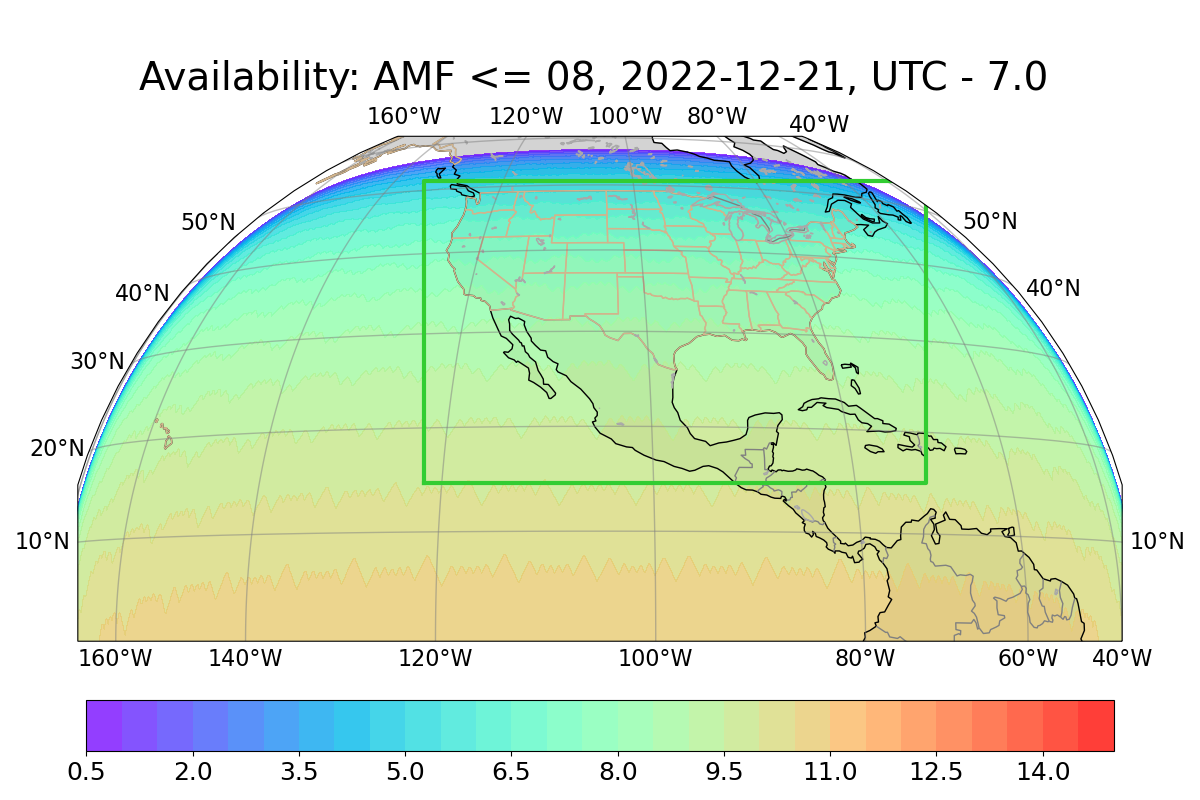 Availability: AMF <= 08, 2022-12-21, UTC - 7.0
160°W 120°W 100°W 80°W 40°W
50°N 50°N
40°N 40°N
30°N
20°N
10°N 10°N
160°W 140°W 120°W 100°W 80°W 60°W 40°W
0.5 2.0 3.5 5.0 6.5 8.0 9.5 11.0 12.5 14.0